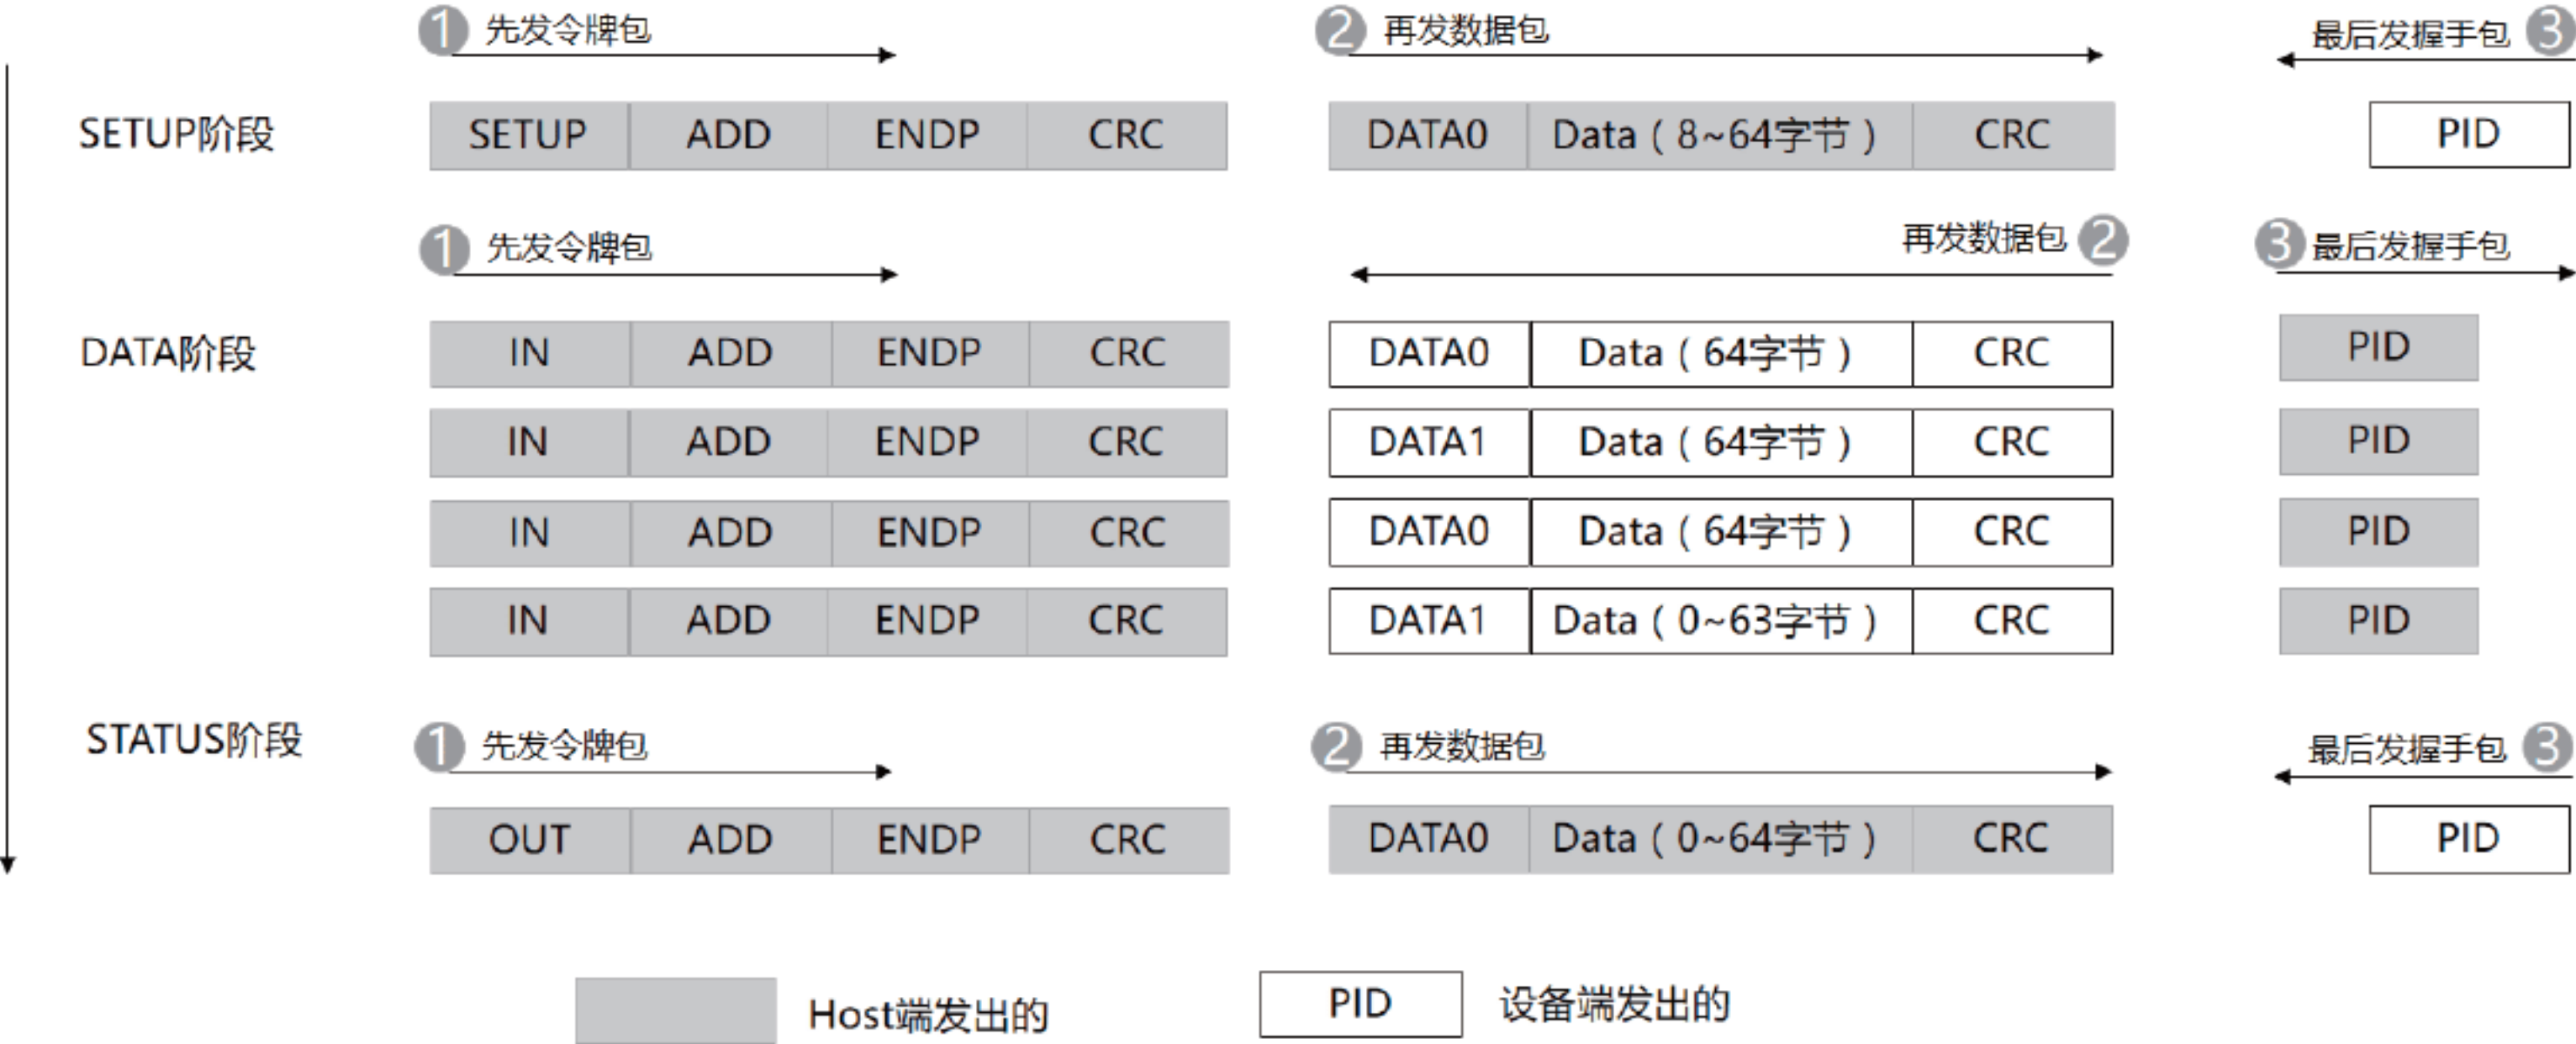 1 先发令牌包 2 再发数据包 最后发握手包 3
SETUP阶段 SETUP ADD ENDP CRC DATA0 Data（8~64字节） CRC PID
1 先发令牌包 再发数据包 2 3 最后发握手包
DATA阶段 IN ADD ENDP CRC DATA0 Data（64字节） CRC PID
IN ADD ENDP CRC DATA1 Data（64字节） CRC PID
IN ADD ENDP CRC DATA0 Data（64字节） CRC PID
IN ADD ENDP CRC DATA1 Data（0~63字节） CRC PID
STATUS阶段 1 先发令牌包 2 再发数据包 最后发握手包 3
OUT ADD ENDP CRC DATA0 Data（0~64字节） CRC PID
Host端发出的 PID 设备端发出的